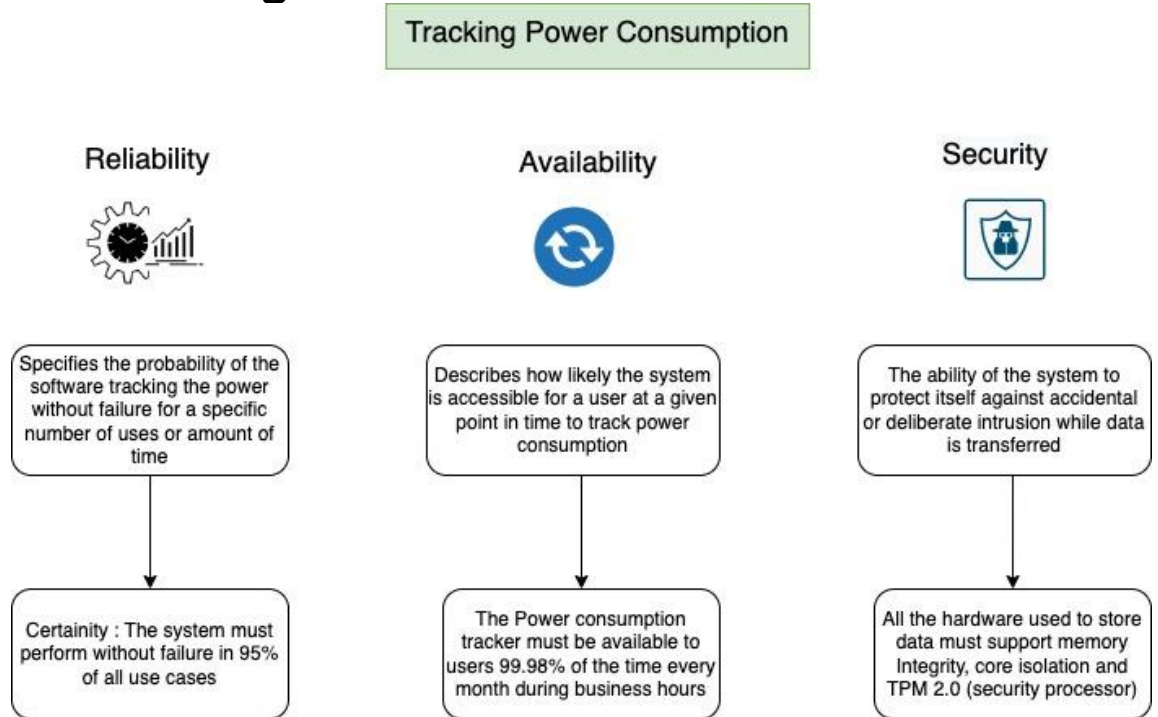 Tracking Power Consumption
Reliability
Availability
Security
Specifies the probability of the
software tracking the power
without failure for a specific
number of uses or amount of
time
Describes how likely the system
is accessible for a user at a given
point in time to track power
consumption
The ability of the system to
protect itself against accidental
or deliberate intrusion while data
is transferred
Certainity : The system must
perform without failure in 95%
of all use cases
The Power consumption
tracker must be available to
users 99.98% of the time every
month during business hours
All the hardware used to store
data must support memory
Integrity, core isolation and
TPM 2.0 (security processor)